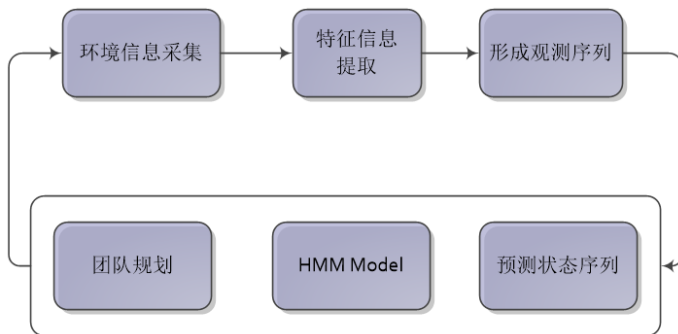 环境信息采集
特征信息
提取
形成观测序列
团队规划
HMM Model
预测状态序列